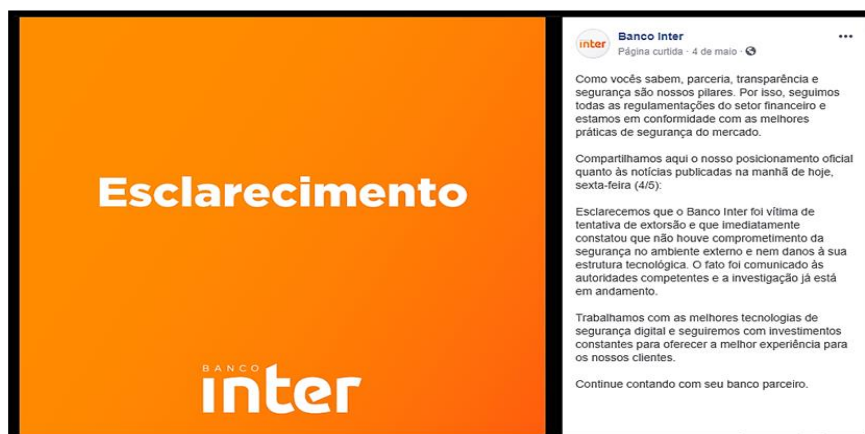 Esclarecimento
BANCO
inter
inter
Banco Inter
Página curtida · 4 de maio ·
Como vocês sabem, parceria, transparência e
segurança são nossos pilares. Por isso, seguimos
todas as regulamentações do setor financeiro e
estamos em conformidade com as melhores
práticas de segurança do mercado.
Compartilhamos aqui o nosso posicionamento oficial
quanto às notícias publicadas na manhã de hoje,
sexta-feira (4/5):
Esclarecemos que o Banco Inter foi vítima de
tentativa de extorsão e que imediatamente
constatou que não houve comprometimento da
segurança no ambiente externo e nem danos à sua
estrutura tecnológica. O fato foi comunicado às
autoridades competentes e a investigação já está
em andamento.
Trabalhamos com as melhores tecnologias de
segurança digital e seguiremos com investimentos
constantes para oferecer a melhor experiência para
os nossos clientes.
Continue contando com seu banco parceiro.